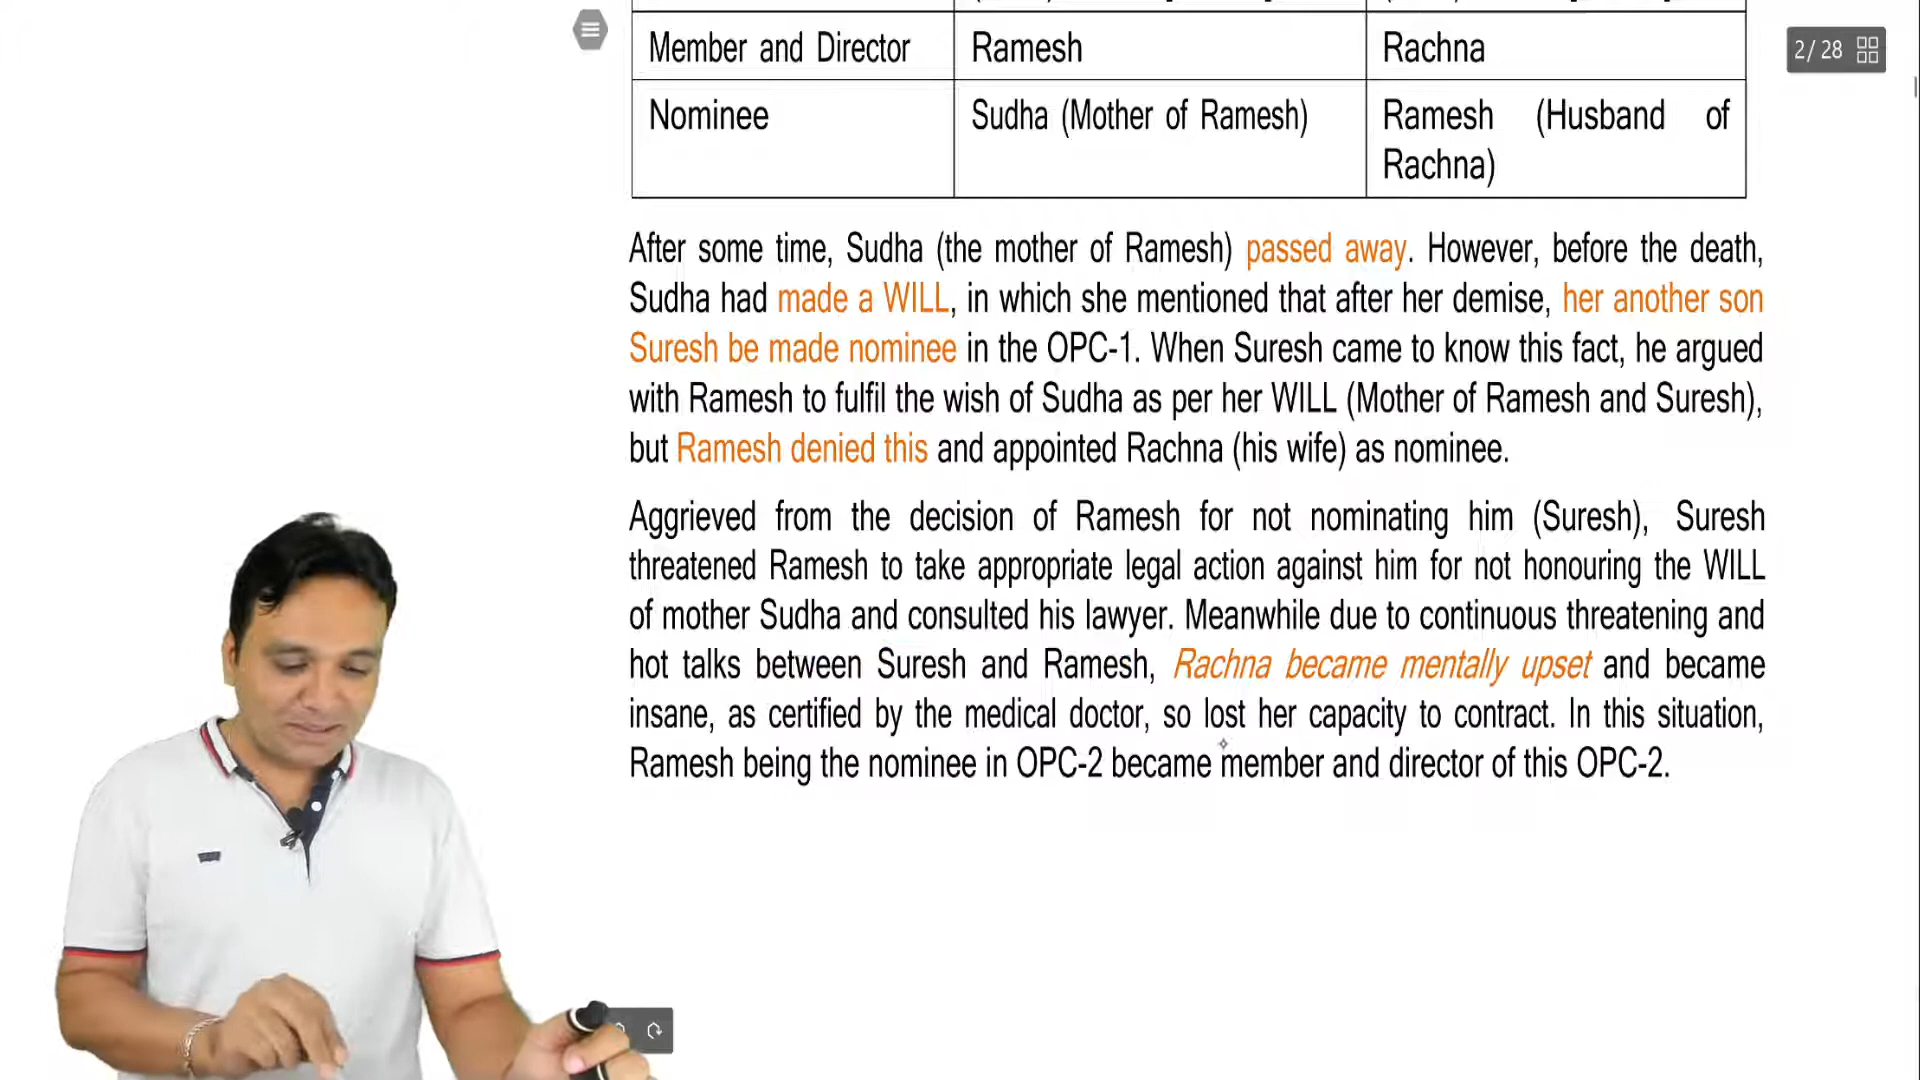 2/ 28
Member and Director Ramesh Rachna
Nominee Sudha (Mother of Ramesh) Ramesh (Husband of
Rachna)
After some time, Sudha (the mother of Ramesh) passed away. However, before the death,
Sudha had made a WILL, in which she mentioned that after her demise, her another son
Suresh be made nominee in the OPC-1. When Suresh came to know this fact, he argued
with Ramesh to fulfil the wish of Sudha as per her WILL (Mother of Ramesh and Suresh),
but Ramesh denied this and appointed Rachna (his wife) as nominee.
Aggrieved from the decision of Ramesh for not nominating him (Suresh), Suresh
threatened Ramesh to take appropriate legal action against him for not honouring the WILL
of mother Sudha and consulted his lawyer. Meanwhile due to continuous threatening and
hot talks between Suresh and Ramesh, Rachna became mentally upset and became
insane, as certified by the medical doctor, so lost her capacity to contract. In this situation,
Ramesh being the nominee in OPC-2 became member and director of this OPC-2.